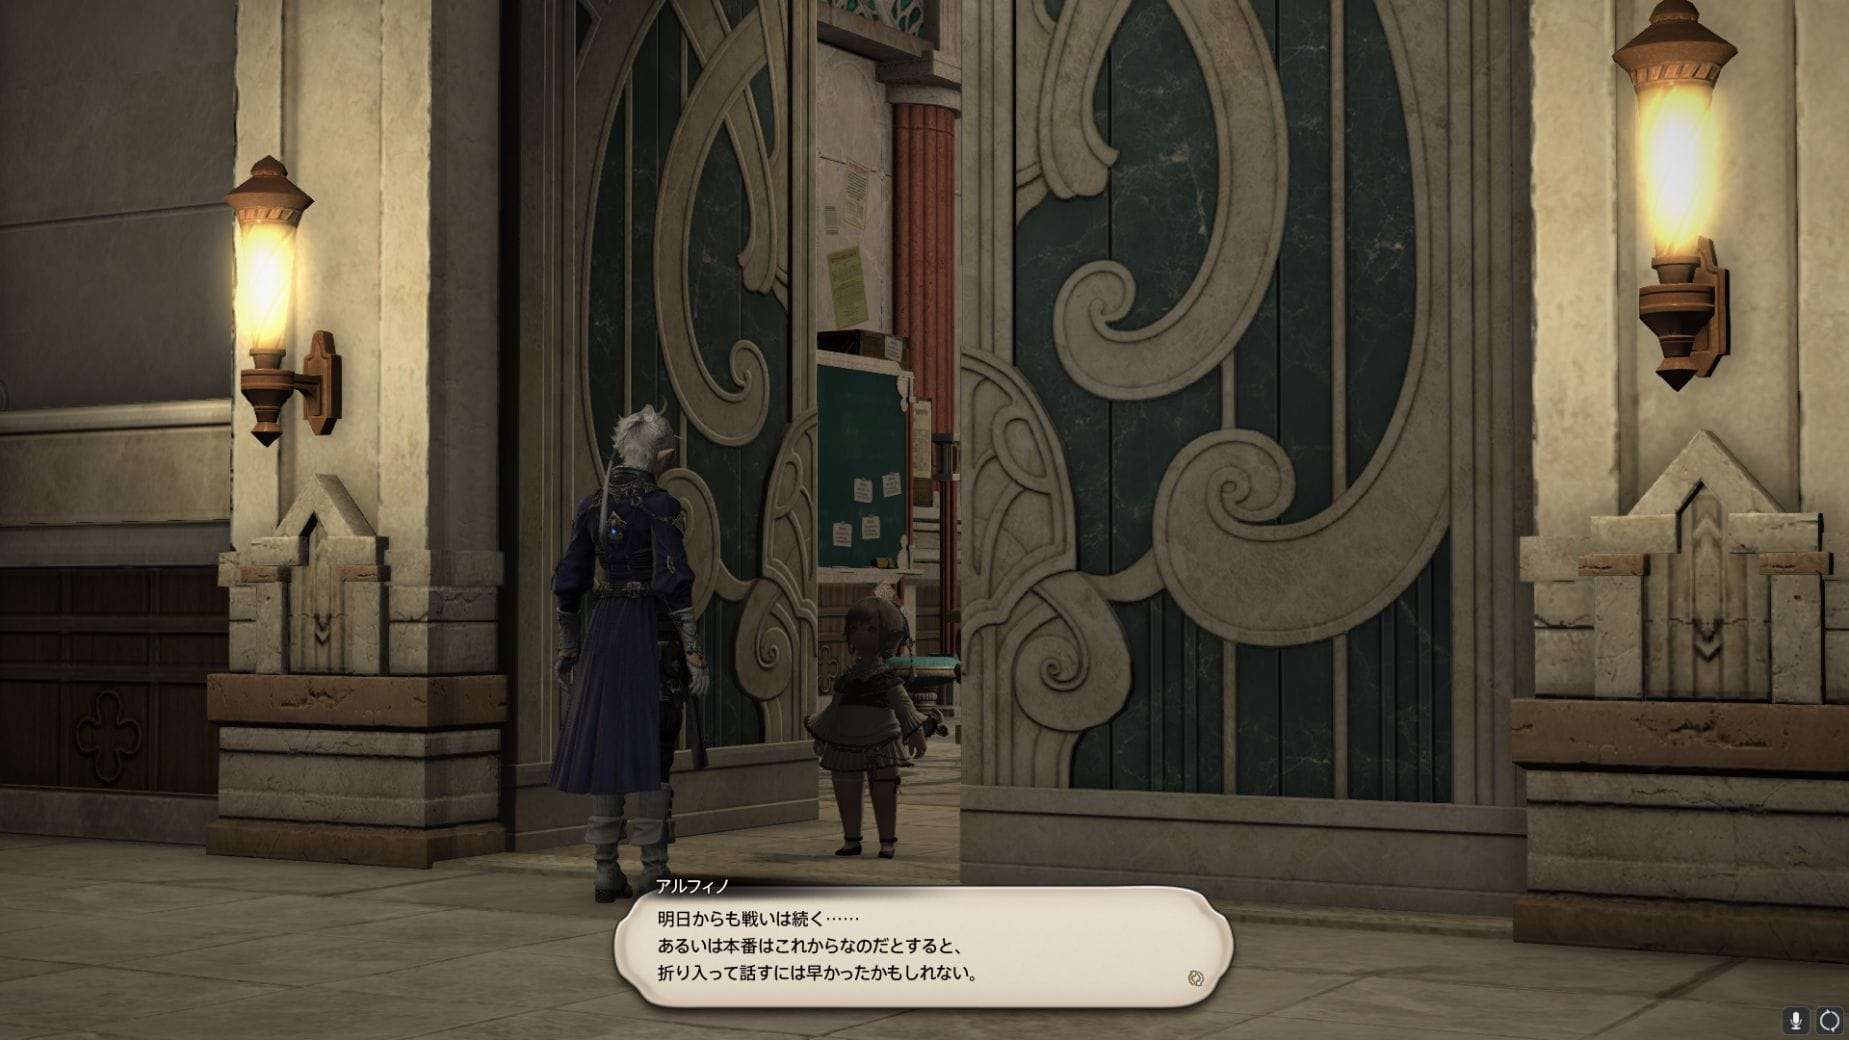 アルフィノ
明日からも戦いは続く……
あるいは本番はこれからなのだとすると、
折り入って話すには早かったかもしれない。